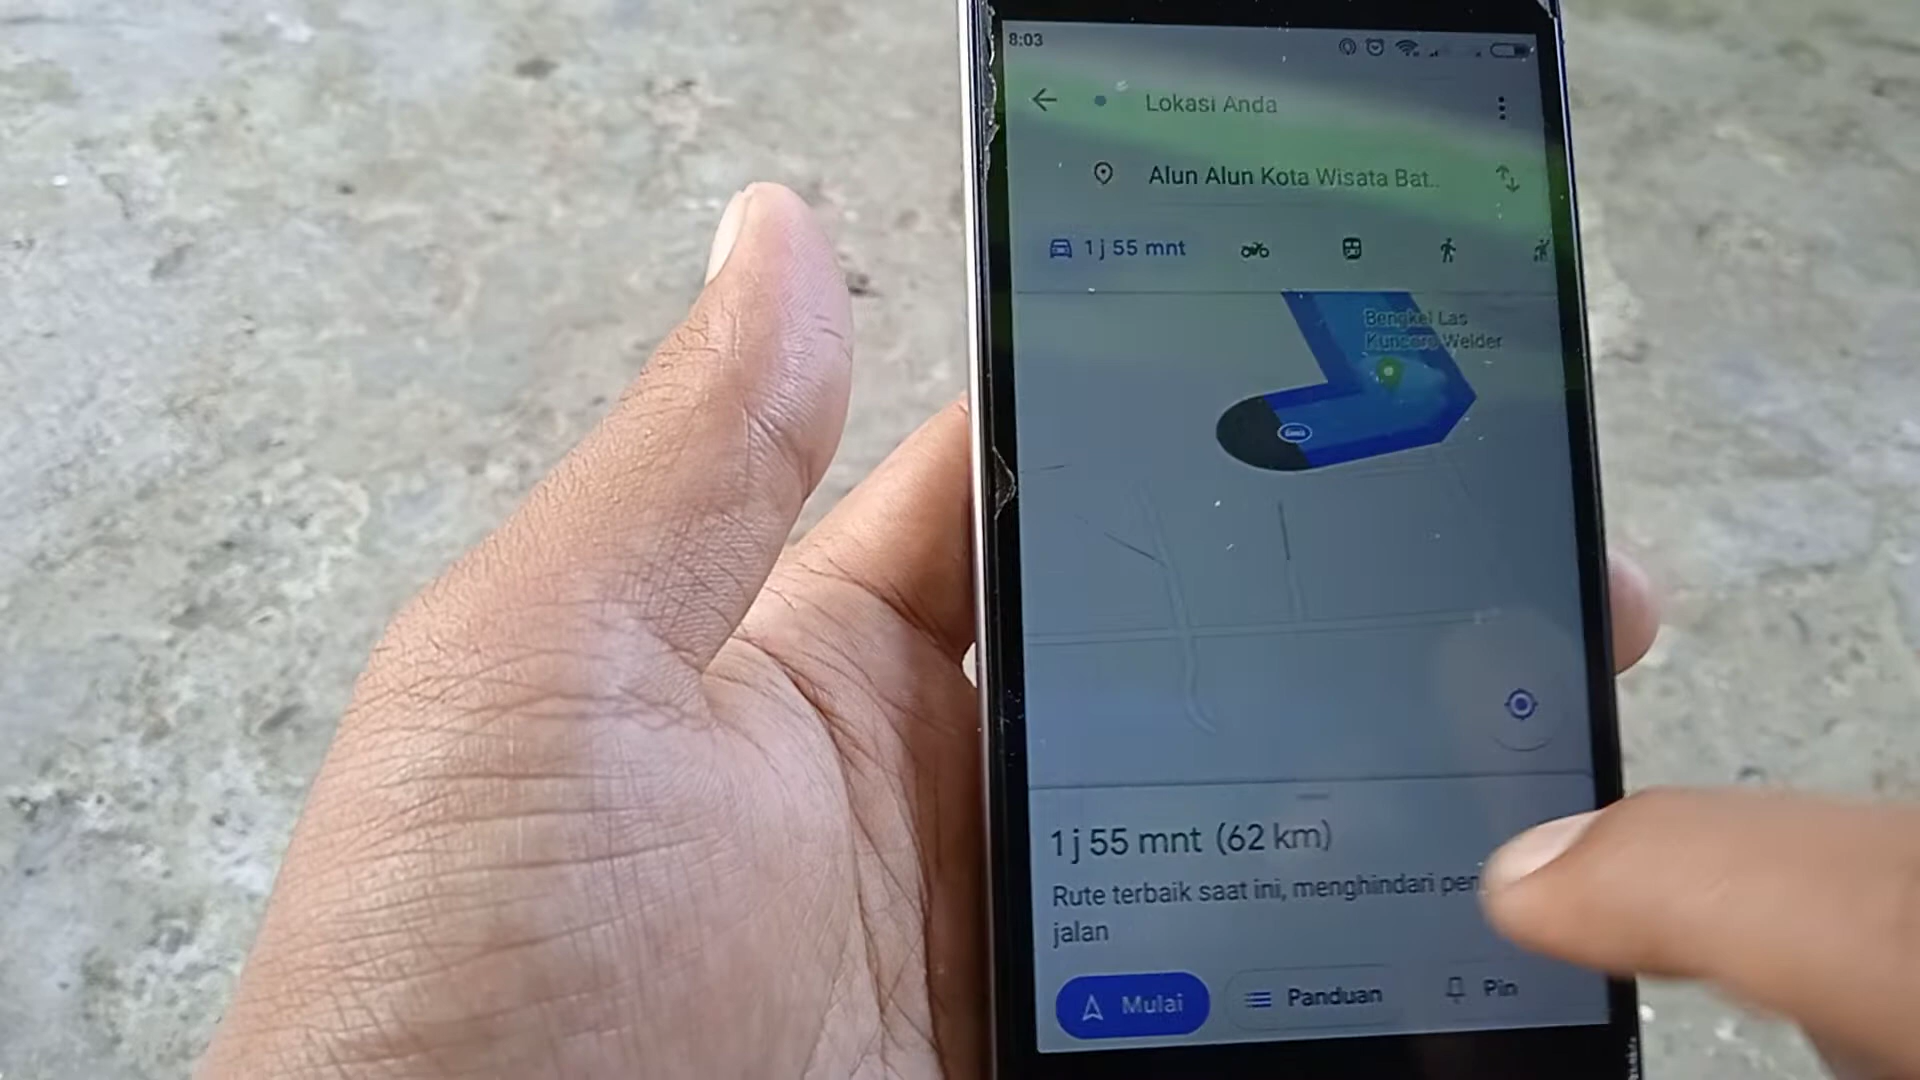 8:03
Lokasi Anda
Alun Alun Kota Wisata Bat..
1 j 55 mnt
Bengkel Las
Kuncoro Welder
1 j 55 mnt (62 km)
Rute terbaik saat ini, menghindari
jalan
Mulai
Panduan
Pin